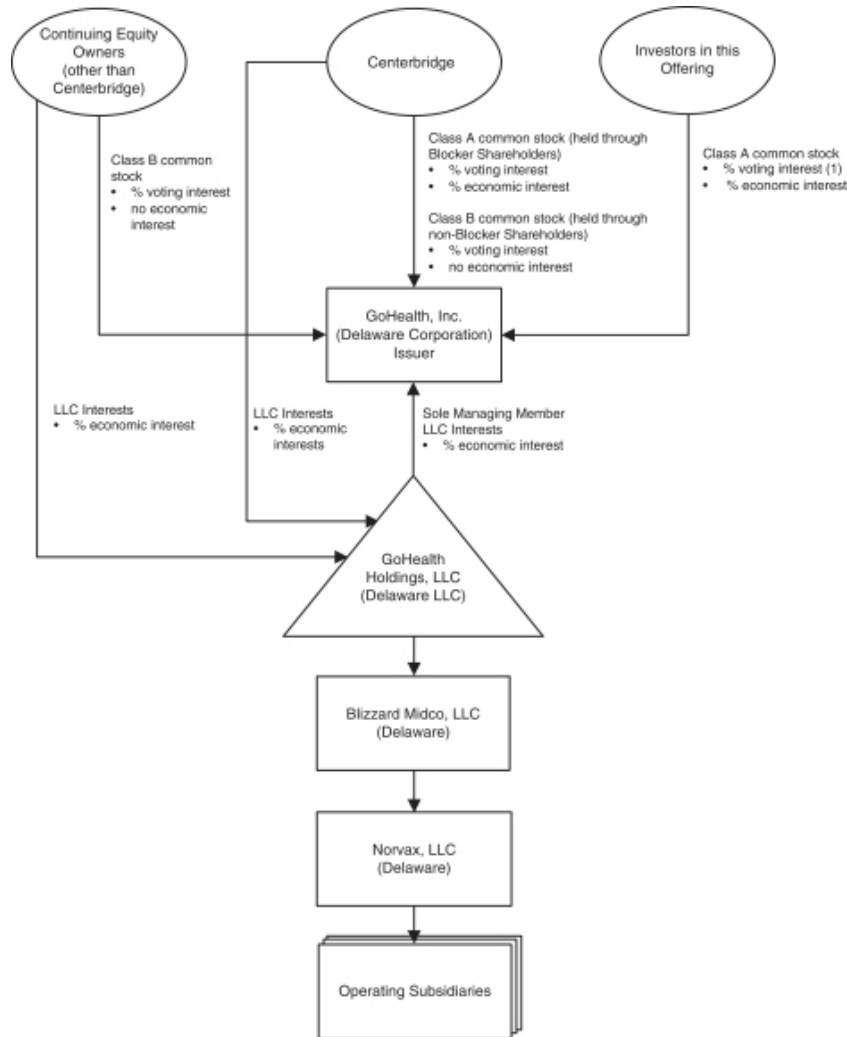 Continuing Equity
Owners
(other than
Centerbridge)
Centerbridge
Investors in this
Offering
Class B common
stock
• % voting interest
• no economic
interest
Class A common stock (held through
Blocker Shareholders)
• % voting interest
• % economic interest
Class B common stock (held through
non-Blocker Shareholders)
• % voting interest
• no economic interest
Class A common stock
• % voting interest (1)
• % economic interest
GoHealth, Inc.
(Delaware Corporation)
Issuer
LLC Interests
• % economic interest
LLC Interests
• % economic
interests
Sole Managing Member
LLC Interests
• % economic interest
GoHealth
Holdings, LLC
(Delaware LLC)
Blizzard Midco, LLC
(Delaware)
Norvax, LLC
(Delaware)
Operating Subsidiaries